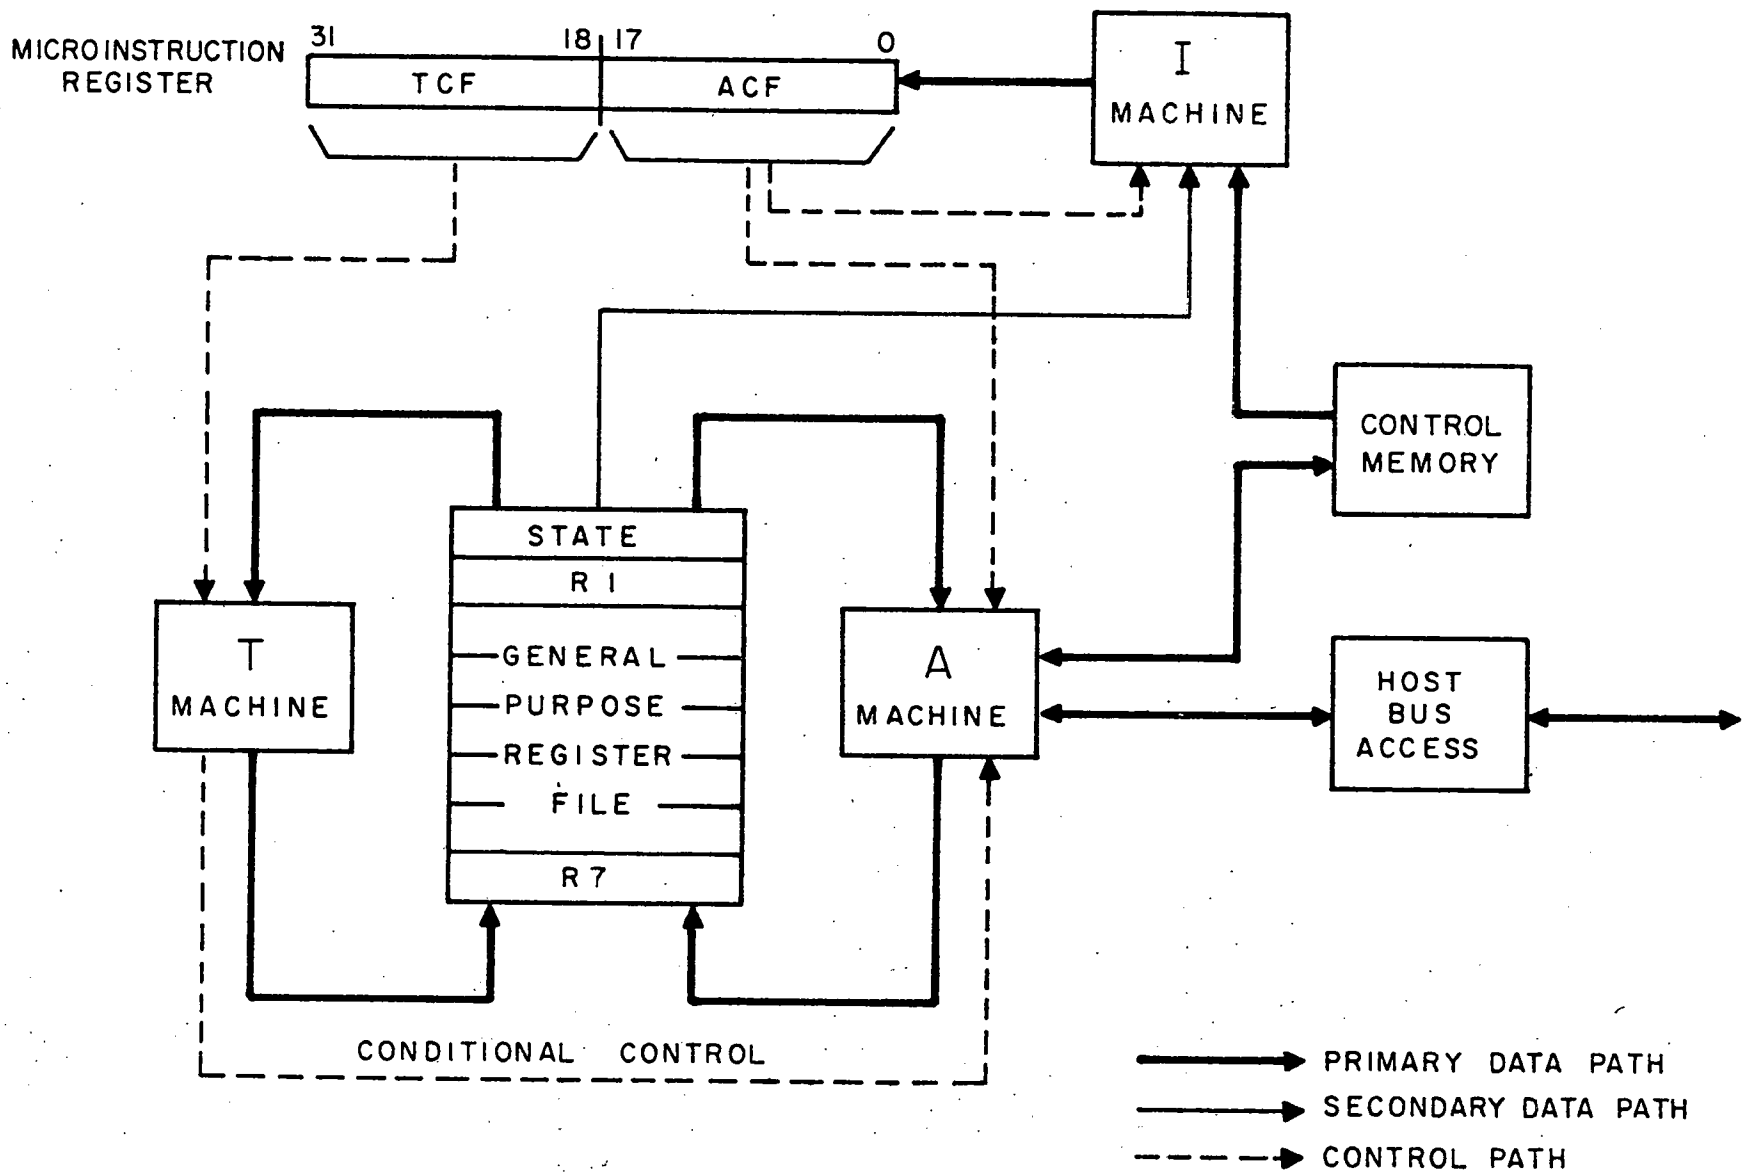 MICROINSTRUCTION
REGISTER
31 18 17 0
TCF ACF
I
MACHINE
CONTROL
MEMORY
STATE
R1
GENERAL
PURPOSE
REGISTER
FILE
R7
T
MACHINE
A
MACHINE
HOST
BUS
ACCESS
CONDITIONAL CONTROL
PRIMARY DATA PATH
SECONDARY DATA PATH
CONTROL PATH